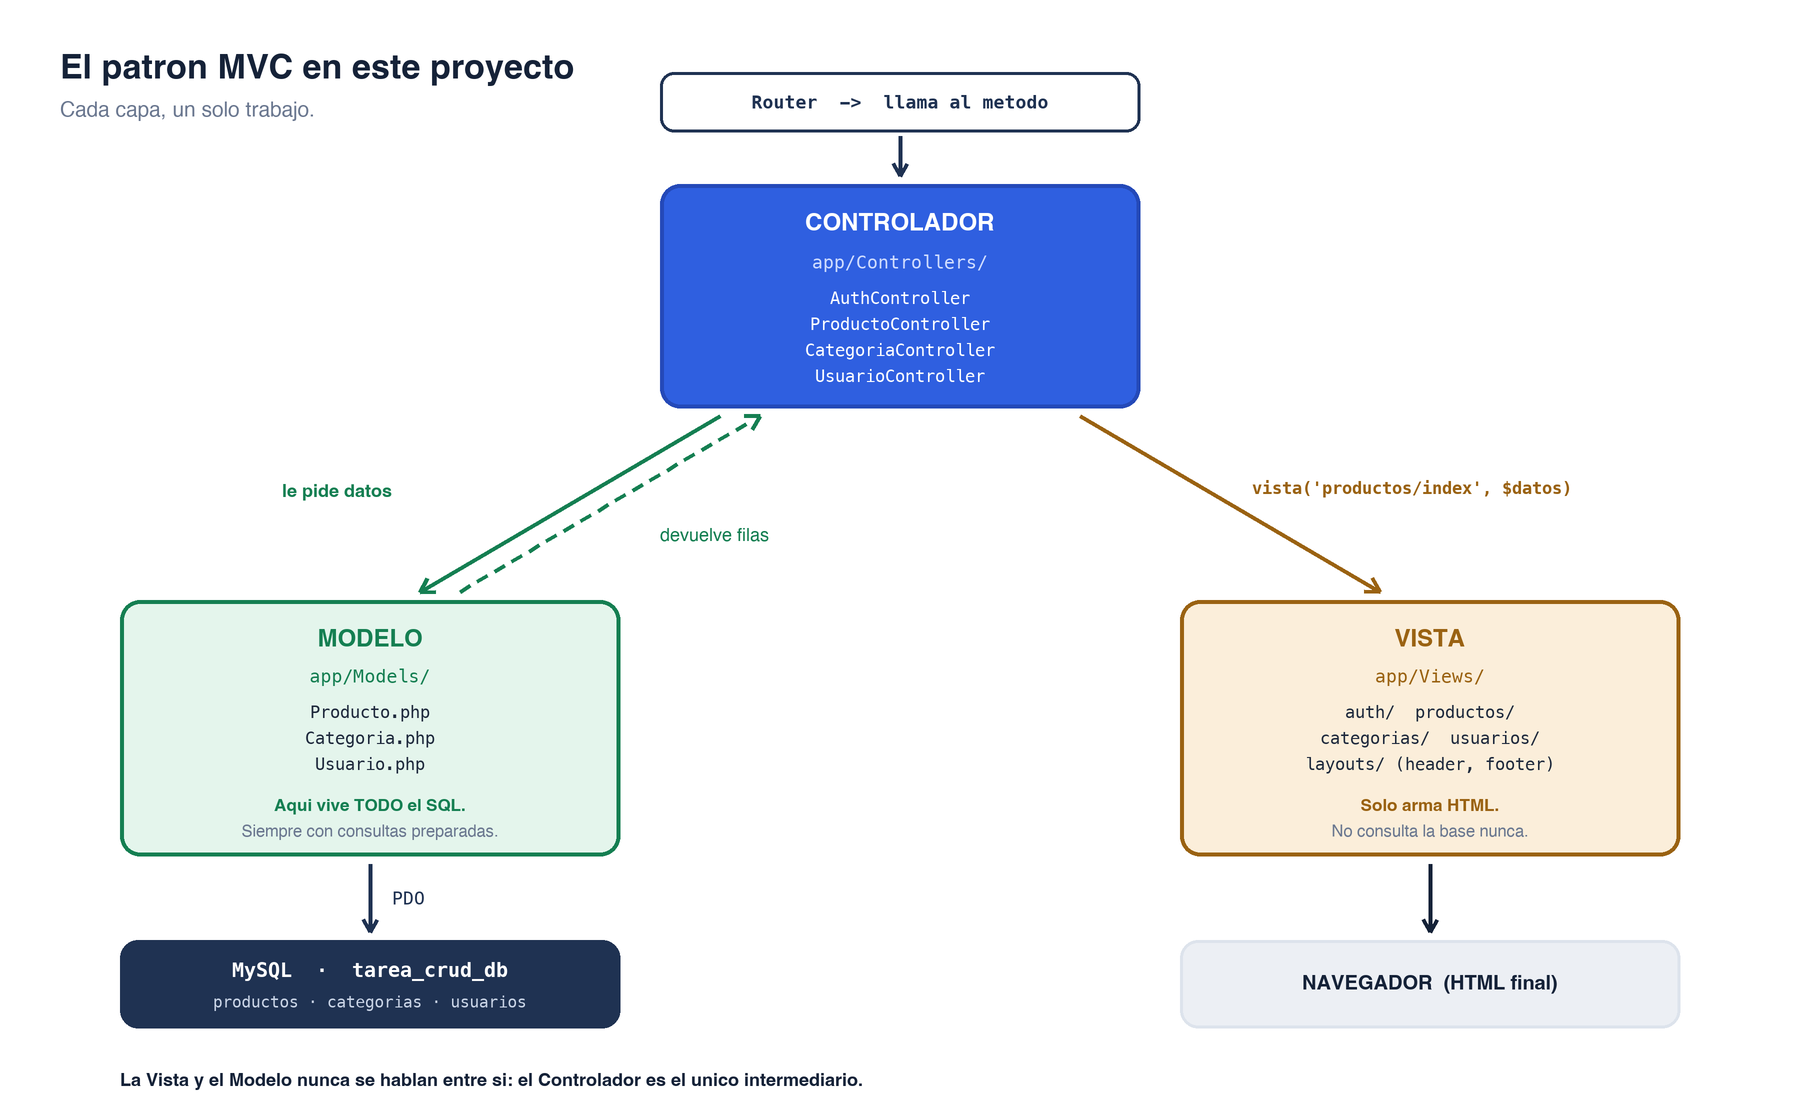 El patron MVC en este proyecto
Cada capa, un solo trabajo.
Router —> llama al metodo
CONTROLADOR
app/Controllers/
AuthController
ProductoController
CategoriaController
UsuarioController
le pide datos
devuelve filas
vista('productos/index', $datos)
MODELO
app/Models/
Producto.php
Categoria.php
Usuario.php
Aqui vive TODO el SQL.
Siempre con consultas preparadas.
VISTA
app/Views/
auth/ productos/
categorias/ usuarios/
layouts/ (header, footer)
Solo arma HTML.
No consulta la base nunca.
PDO
MySQL · tarea_crud_db
productos · categorias · usuarios
NAVEGADOR (HTML final)
La Vista y el Modelo nunca se hablan entre si: el Controlador es el unico intermediario.